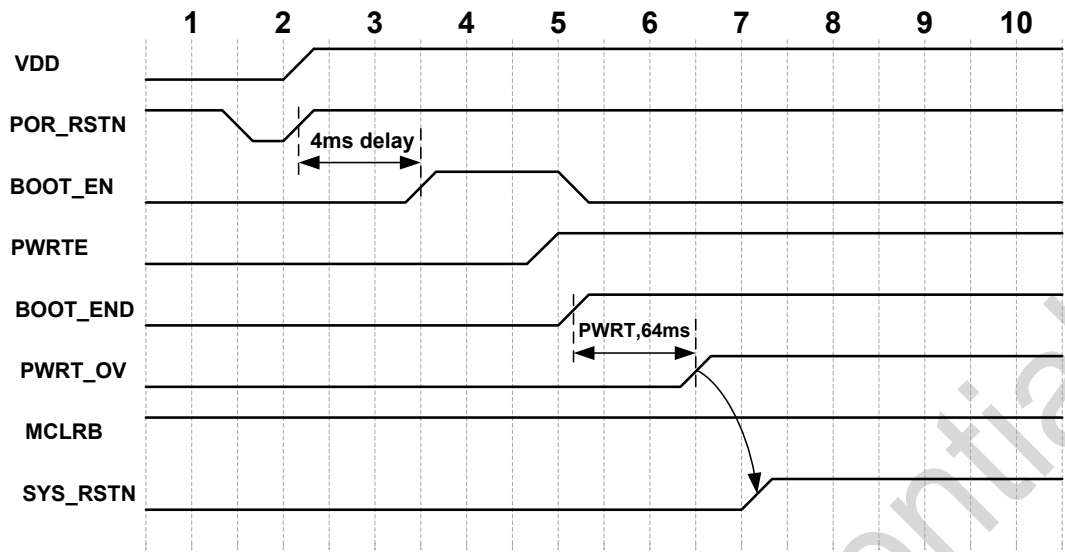 1 2 3 4 5 6 7 8 9 10
VDD
POR_RSTN
4ms delay
BOOT_EN
PWRTE
BOOT_END
PWRT,64ms
PWRT_OV
MCLRB
SYS_RSTN